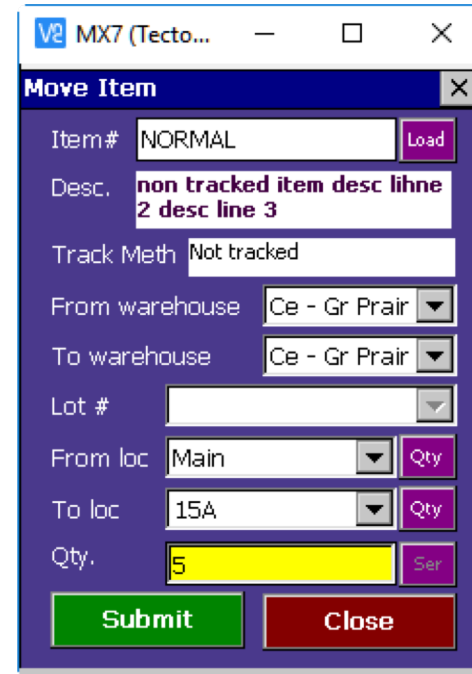 V2 MX7 (Tecto...
Move Item
Item# NORMAL Load
Desc. non tracked item desc lihne
2 desc line 3
Track Meth Not tracked
From warehouse Ce - Gr Prair
To warehouse Ce - Gr Prair
Lot #
From loc Main Qty
To loc 15A Qty
Qty. 5 Ser
Submit Close